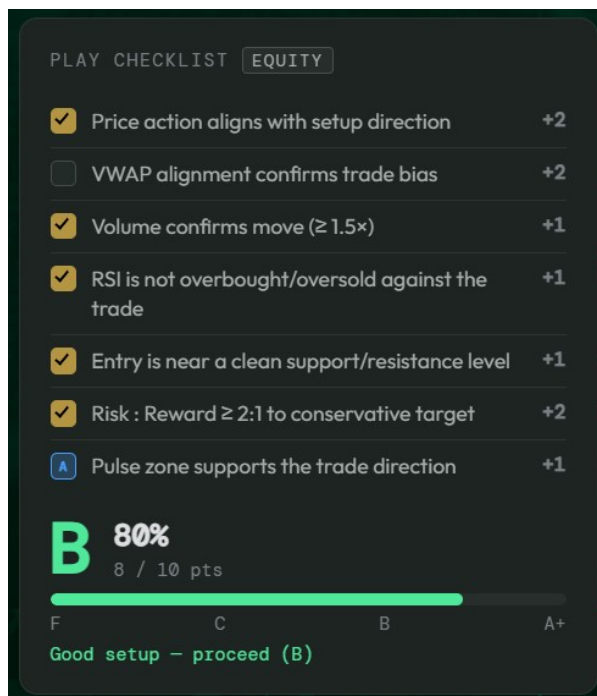 PLAY CHECKLIST EQUITY
Price action aligns with setup direction +2
VWAP alignment confirms trade bias +2
Volume confirms move (≥ 1.5×) +1
RSI is not overbought/oversold against the +1
trade
Entry is near a clean support/resistance level +1
Risk : Reward ≥ 2:1 to conservative target +2
A Pulse zone supports the trade direction +1
B 80%
8 / 10 pts
F C B A+
Good setup — proceed (B)